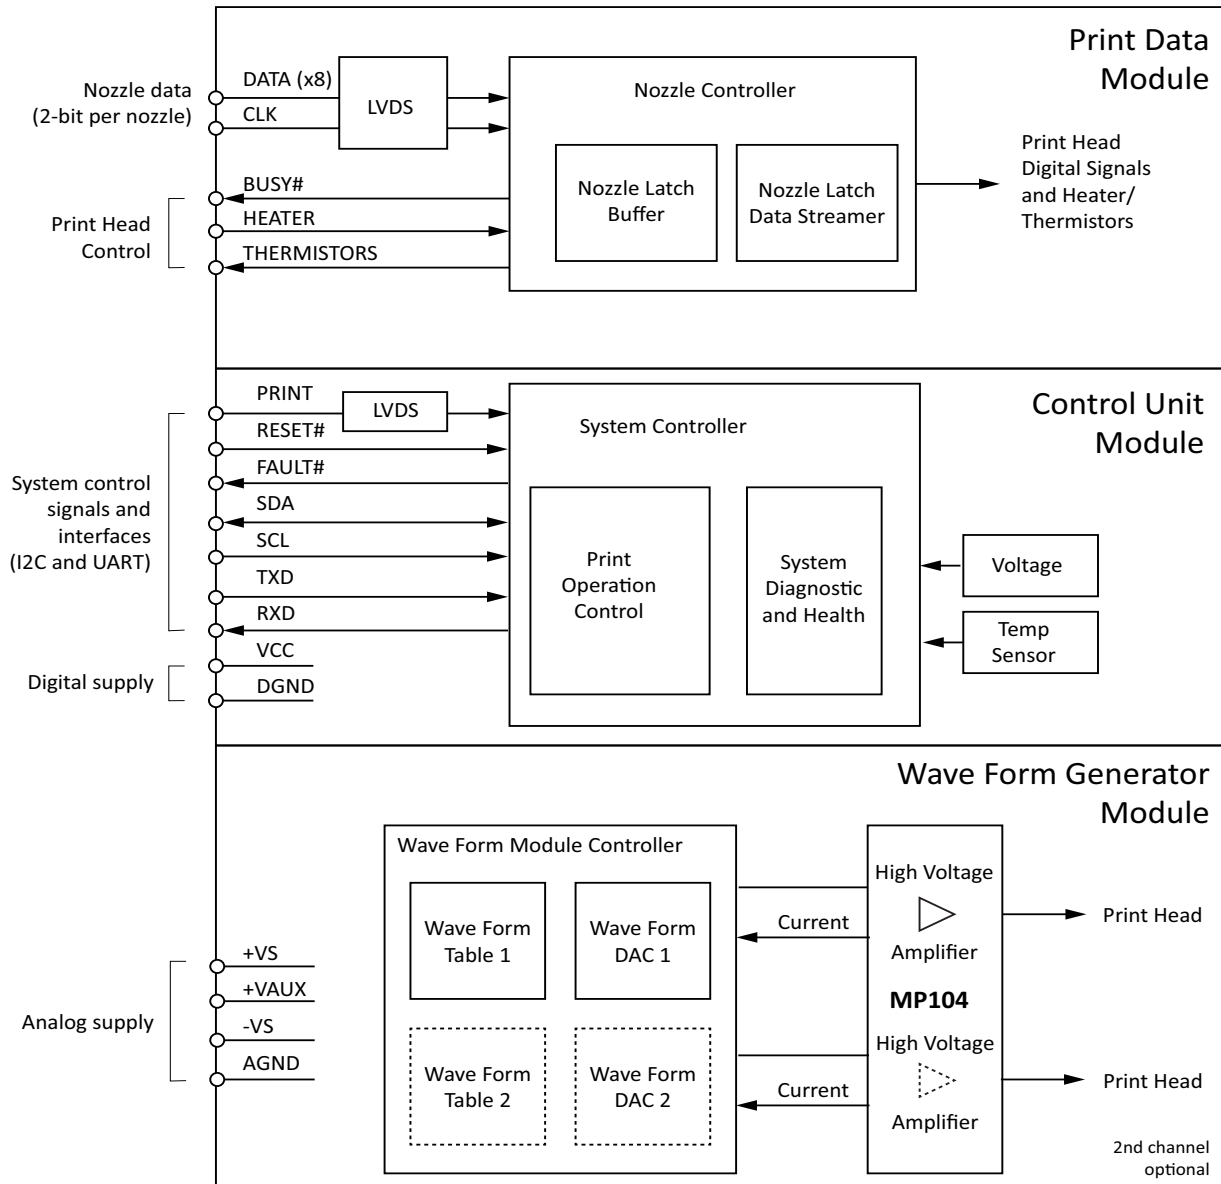 Print Data
Module
Nozzle data
(2-bit per nozzle)
DATA (x8)
CLK
LVDS
Nozzle Controller
Nozzle Latch
Buffer
Nozzle Latch
Data Streamer
Print Head
Digital Signals
and Heater/
Thermistors
Print Head
Control
BUSY#
HEATER
THERMISTORS
Control Unit
Module
System control
signals and
interfaces
(I2C and UART)
PRINT
LVDS
RESET#
FAULT#
SDA
SCL
TXD
RXD
Digital supply
VCC
DGND
System Controller
Print
Operation
Control
System
Diagnostic
and Health
Voltage
Temp
Sensor
Wave Form Generator
Module
Analog supply
+VS
+VAUX
-VS
AGND
Wave Form Module Controller
Wave Form
Table 1
Wave Form
DAC 1
Wave Form
Table 2
Wave Form
DAC 2
Current
Current
High Voltage
Amplifier
MP104
High Voltage
Amplifier
Print Head
Print Head
2nd channel
optional